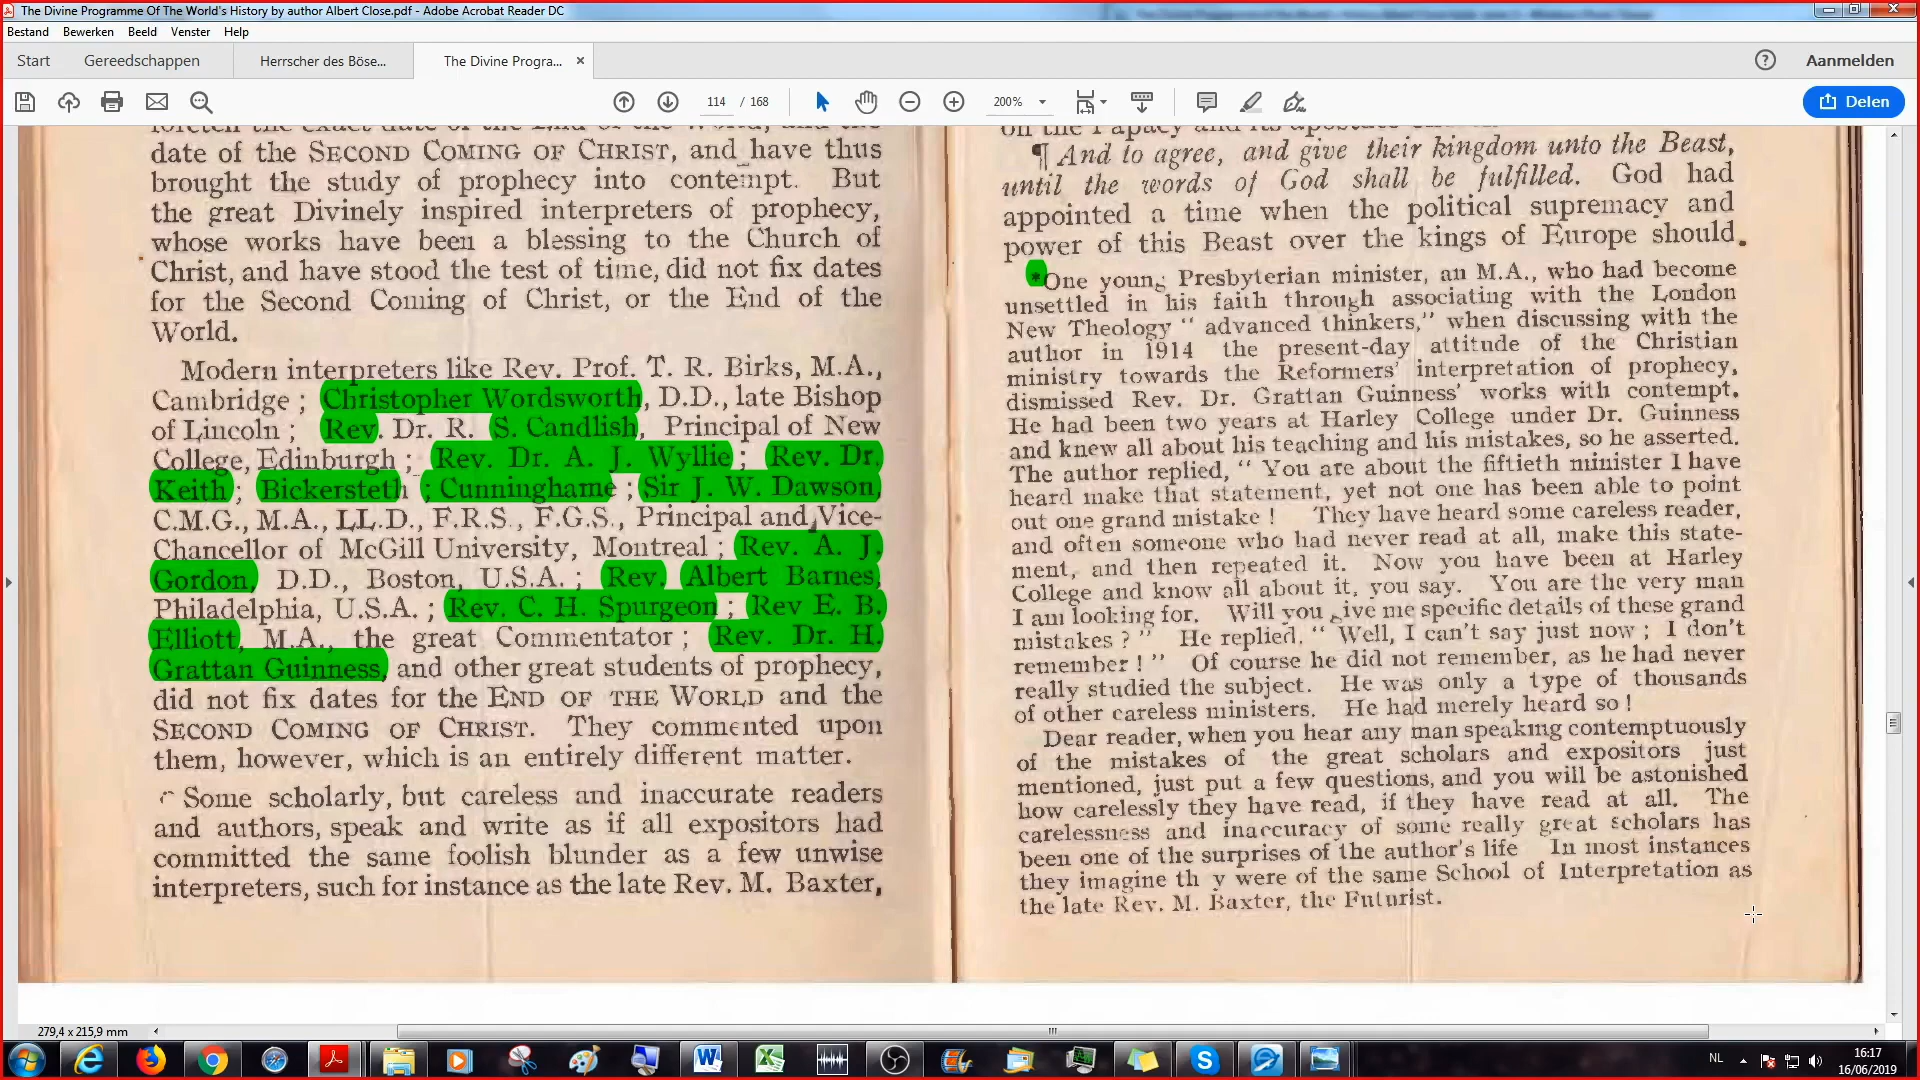 The Divine Programme Of The World's History by author Albert Close.pdf - Adobe Acrobat Reader DC
Bestand Bewerken Beeld Venster Help
Start Gereedschappen Herrscher des Böse... The Divine Progra... × Aanmelden
114 / 168 200% Delen
date of the SECOND COMING OF CHRIST, and have thus
brought the study of prophecy into contempt. But
the great Divinely inspired interpreters of prophecy,
whose works have been a blessing to the Church of
Christ, and have stood the test of time, did not fix dates
for the Second Coming of Christ, or the End of the
World.
Modern interpreters like Rev. Prof. T. R. Birks, M.A.,
Cambridge ; Christopher Wordsworth, D.D., late Bishop
of Lincoln ; Rev. Dr. R. S. Candlish, Principal of New
College, Edinburgh ; Rev. Dr. A. J. Wyllie ; Rev. Dr.
Keith ; Bickersteth ; Cunninghame ; Sir J. W. Dawson,
C.M.G., M.A., LL.D., F.R.S., F.G.S., Principal and Vice-
Chancellor of McGill University, Montreal ; Rev. A. J.
Gordon, D.D., Boston, U.S.A. ; Rev. Albert Barnes,
Philadelphia, U.S.A. ; Rev. C. H. Spurgeon ; Rev E. B.
Elliott, M.A., the great Commentator ; Rev. Dr. H.
Grattan Guinness, and other great students of prophecy,
did not fix dates for the END OF THE WORLD and the
SECOND COMING OF CHRIST. They commented upon
them, however, which is an entirely different matter.
Some scholarly, but careless and inaccurate readers
and authors, speak and write as if all expositors had
committed the same foolish blunder as a few unwise
interpreters, such for instance as the late Rev. M. Baxter,
on the Papacy and its
¶ And to agree, and give their kingdom unto the Beast,
until the words of God shall be fulfilled. God had
appointed a time when the political supremacy and
power of this Beast over the kings of Europe should
*One young Presbyterian minister, an M.A., who had become
unsettled in his faith through associating with the London
New Theology " advanced thinkers," when discussing with the
author in 1914 the present-day attitude of the Christian
ministry towards the Reformers' interpretation of prophecy,
dismissed Rev. Dr. Grattan Guinness' works with contempt.
He had been two years at Harley College under Dr. Guinness
and knew all about his teaching and his mistakes, so he asserted.
The author replied, " You are about the fiftieth minister I have
heard make that statement, yet not one has been able to point
out one grand mistake ! They have heard some careless reader,
and often someone who had never read at all, make this state-
ment, and then repeated it. Now you have been at Harley
College and know all about it, you say. You are the very man
I am looking for. Will you give me specific details of these grand
mistakes ? " He replied. " Well, I can't say just now ; I don't
remember ! " Of course he did not remember, as he had never
really studied the subject. He was only a type of thousands
of other careless ministers. He had merely heard so !
Dear reader, when you hear any man speaking contemptuously
of the mistakes of the great scholars and expositors just
mentioned, just put a few questions, and you will be astonished
how carelessly they have read, if they have read at all. The
carelessness and inaccuracy of some really great scholars has
been one of the surprises of the author's life In most instances
they imagine th y were of the same School of Interpretation as
the late Rev. M. Baxter, the Futurist.
279,4 x 215,9 mm
NL 16:17
16/06/2019